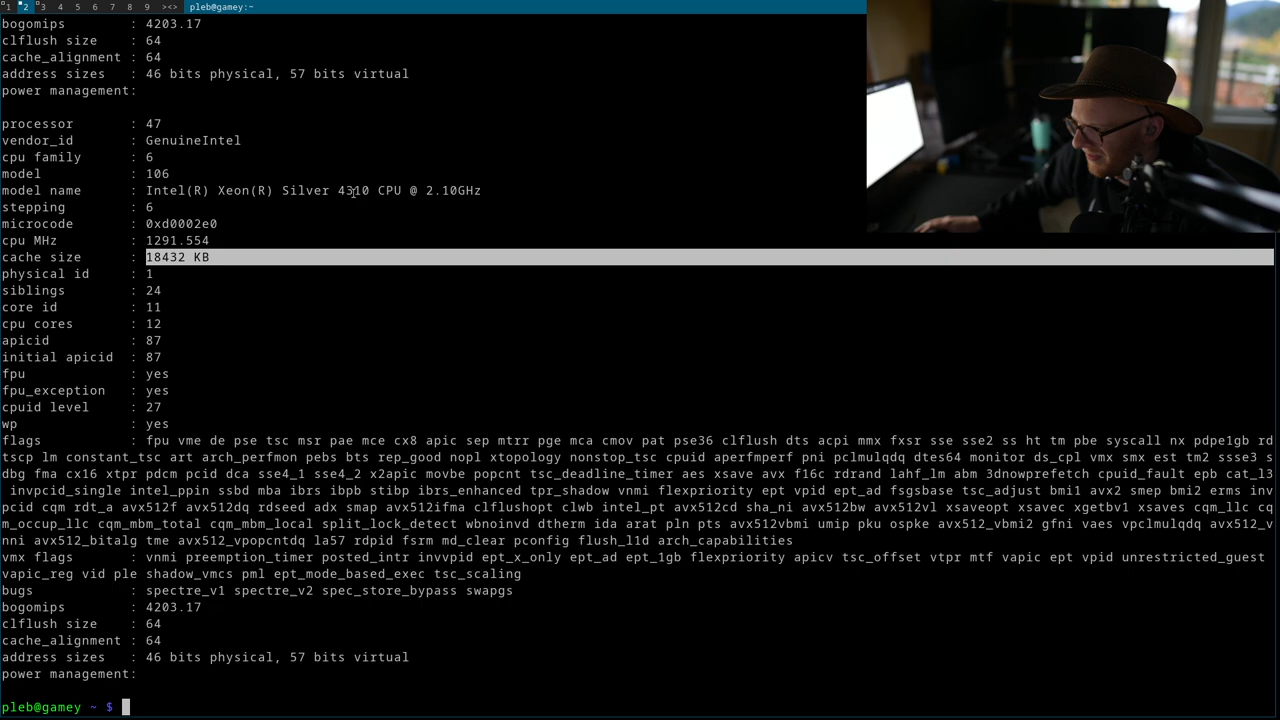 1 2 3 4 5 6 7 8 9 ><> pleb@gamey:~
bogomips : 4203.17
clflush size : 64
cache_alignment : 64
address sizes : 46 bits physical, 57 bits virtual
power management:
processor : 47
vendor_id : GenuineIntel
cpu family : 6
model : 106
model name : Intel(R) Xeon(R) Silver 4310 CPU @ 2.10GHz
stepping : 6
microcode : 0xd0002e0
cpu MHz : 1291.554
cache size : 18432 KB
physical id : 1
siblings : 24
core id : 11
cpu cores : 12
apicid : 87
initial apicid : 87
fpu : yes
fpu_exception : yes
cpuid level : 27
wp : yes
flags : fpu vme de pse tsc msr pae mce cx8 apic sep mtrr pge mca cmov pat pse36 clflush dts acpi mmx fxsr sse sse2 ss ht tm pbe syscall nx pdpe1gb rd
tscp lm constant_tsc art arch_perfmon pebs bts rep_good nopl xtopology nonstop_tsc cpuid aperfmperf pni pclmulqdq dtes64 monitor ds_cpl vmx smx est tm2 ssse3 s
dbg fma cx16 xtpr pdcm pcid dca sse4_1 sse4_2 x2apic movbe popcnt tsc_deadline_timer aes xsave avx f16c rdrand lahf_lm abm 3dnowprefetch cpuid_fault epb cat_l3
invpcid_single intel_ppin ssbd mba ibrs ibpb stibp ibrs_enhanced tpr_shadow vnmi flexpriority ept vpid ept_ad fsgsbase tsc_adjust bmi1 avx2 smep bmi2 erms inv
pcid cqm rdt_a avx512f avx512dq rdseed adx smap avx512ifma clflushopt clwb intel_pt avx512cd sha_ni avx512bw avx512vl xsaveopt xsavec xgetbv1 xsaves cqm_llc cq
m_occup_llc cqm_mbm_total cqm_mbm_local split_lock_detect wbnoinvd dtherm ida arat pln pts avx512vbmi umip pku ospke avx512_vbmi2 gfni vaes vpclmulqdq avx512_v
nni avx512_bitalg tme avx512_vpopcntdq la57 rdpid fsrm md_clear pconfig flush_l1d arch_capabilities
vmx flags : vnmi preemption_timer posted_intr invvpid ept_x_only ept_ad ept_1gb flexpriority apicv tsc_offset vtpr mtf vapic ept vpid unrestricted_guest
vapic_reg vid ple shadow_vmcs pml ept_mode_based_exec tsc_scaling
bugs : spectre_v1 spectre_v2 spec_store_bypass swapgs
bogomips : 4203.17
clflush size : 64
cache_alignment : 64
address sizes : 46 bits physical, 57 bits virtual
power management:
pleb@gamey ~ $